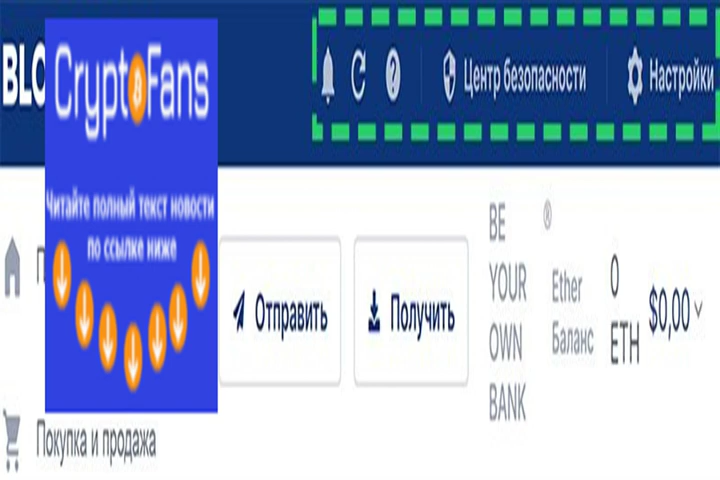 BLO
CryptoFans
Центр безопасности
Настройки
Читайте полный текст новости
по ссылке ниже
Отправить
Получить
BE
YOUR
OWN
BANK
®
Ether
Баланс
0
ETH
$0,00
Покупка и продажа